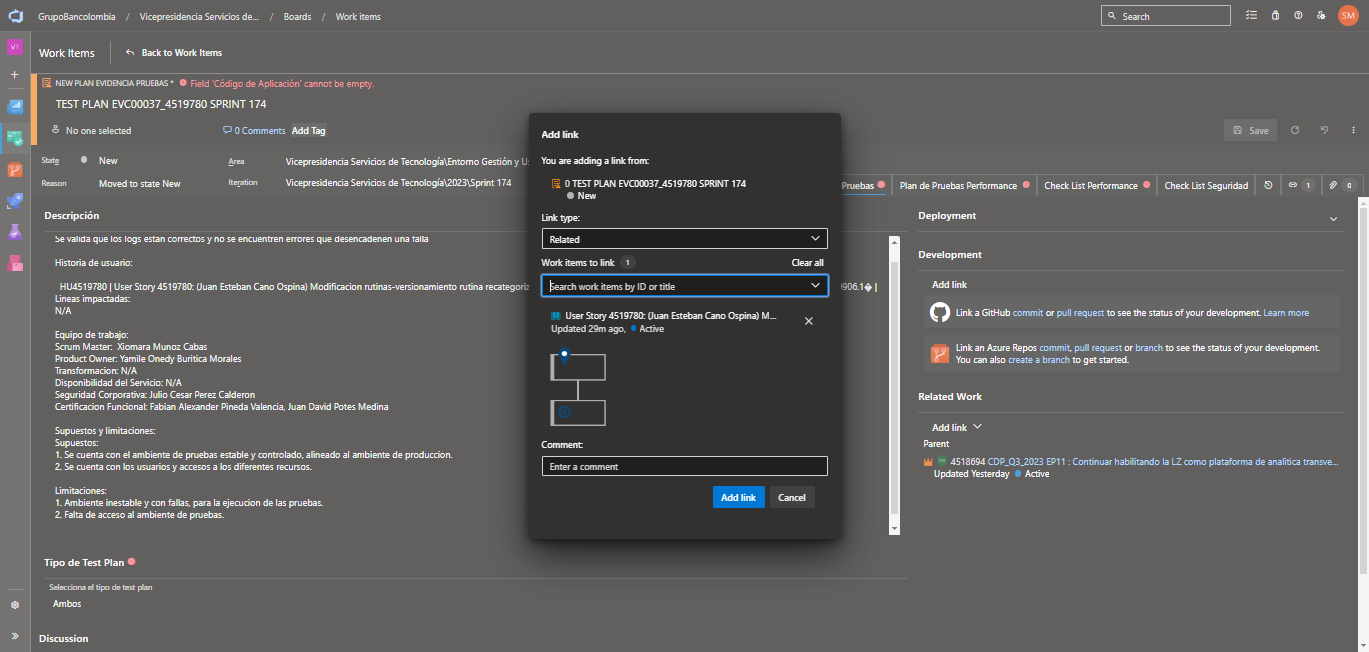 GrupoBancolombia / Vicepresidencia Servicios de... / Boards / Work items
Search
SM
VT
Work Items
Back to Work Items
NEW PLAN EVIDENCIA PRUEBAS * Field 'Código de Aplicación' cannot be empty.
TEST PLAN EVC00037_4519780 SPRINT 174
No one selected
0 Comments
Add Tag
Save
State
New
Area
Vicepresidencia Servicios de Tecnología\Entorno Gestión y Us
Reason
Moved to state New
Iteration
Vicepresidencia Servicios de Tecnología\2023\Sprint 174
Pruebas
Plan de Pruebas Performance
Check List Performance
Check List Seguridad
1
0
Descripción
Se valida que los logs estan correctos y no se encuentren errores que desencadenen una falla
Historia de usuario:
HU4519780 | User Story 4519780: (Juan Esteban Cano Ospina) Modificacion rutinas-versionamiento rutina recategoriz
906.1� |
Lineas impactadas:
N/A
Equipo de trabajo:
Scrum Master: Xiomara Munoz Cabas
Product Owner: Yamile Onedy Buritica Morales
Transformacion: N/A
Disponibilidad del Servicio: N/A
Seguridad Corporativa: Julio Cesar Perez Calderon
Certificacion Funcional: Fabian Alexander Pineda Valencia, Juan David Potes Medina
Supuestos y limitaciones:
Supuestos:
1. Se cuenta con el ambiente de pruebas estable y controlado, alineado al ambiente de produccion.
2. Se cuenta con los usuarios y accesos a los diferentes recursos.
Limitaciones:
1. Ambiente inestable y con fallas, para la ejecucion de las pruebas.
2. Falta de acceso al ambiente de pruebas.
Tipo de Test Plan
Selecciona el tipo de test plan
Ambos
Discussion
Add link
You are adding a link from:
0 TEST PLAN EVC00037_4519780 SPRINT 174
New
Link type:
Related
Work items to link 1
Clear all
Search work items by ID or title
User Story 4519780: (Juan Esteban Cano Ospina) M...
Updated 29m ago, Active
Comment:
Enter a comment
Add link
Cancel
Deployment
Development
Add link
Link a GitHub commit or pull request to see the status of your development. Learn more
Link an Azure Repos commit, pull request or branch to see the status of your development.
You can also create a branch to get started.
Related Work
Add link
Parent
4518694 CDP_Q3_2023 EP11 : Continuar habilitando la LZ como plataforma de analitica transve...
Updated Yesterday Active